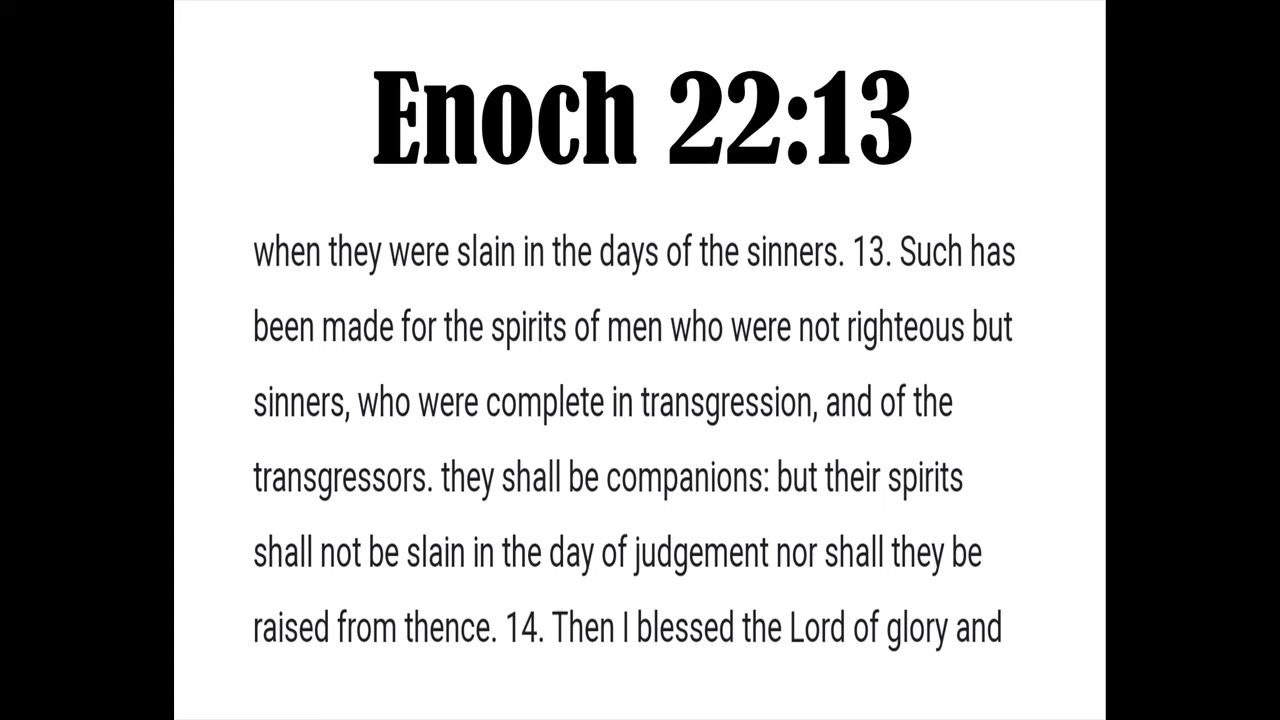 Enoch 22:13
when they were slain in the days of the sinners. 13. Such has
been made for the spirits of men who were not righteous but
sinners, who were complete in transgression, and of the
transgressors. they shall be companions: but their spirits
shall not be slain in the day of judgement nor shall they be
raised from thence. 14. Then I blessed the Lord of glory and